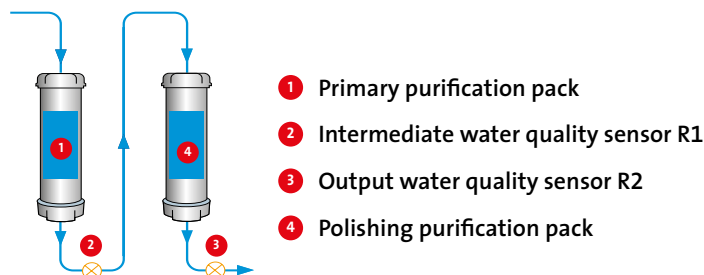 1
4
2
3
1 Primary purification pack
2 Intermediate water quality sensor R1
3 Output water quality sensor R2
4 Polishing purification pack